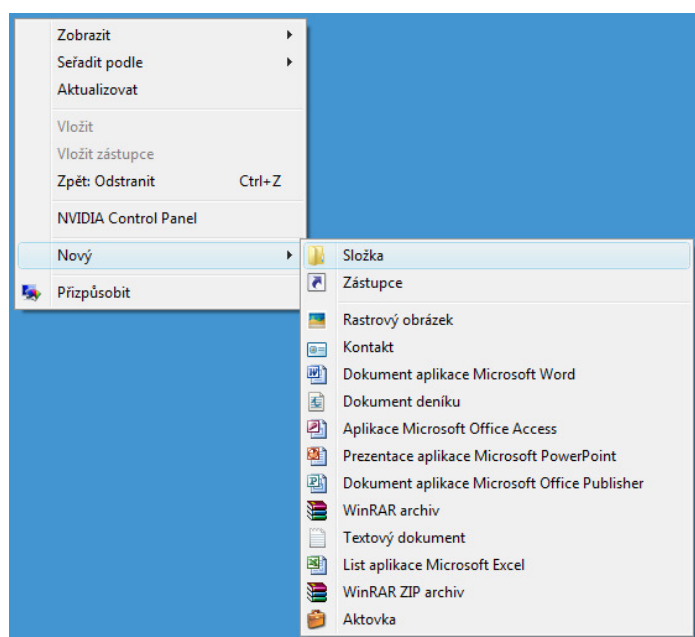 Zobrazit
Seřadit podle
Aktualizovat
Vložit
Vložit zástupce
Zpět: Odstranit Ctrl+Z
NVIDIA Control Panel
Nový
Přizpůsobit
Složka
Zástupce
Rastrový obrázek
Kontakt
Dokument aplikace Microsoft Word
Dokument deníku
Aplikace Microsoft Office Access
Prezentace aplikace Microsoft PowerPoint
Dokument aplikace Microsoft Office Publisher
WinRAR archiv
Textový dokument
List aplikace Microsoft Excel
WinRAR ZIP archiv
Aktovka